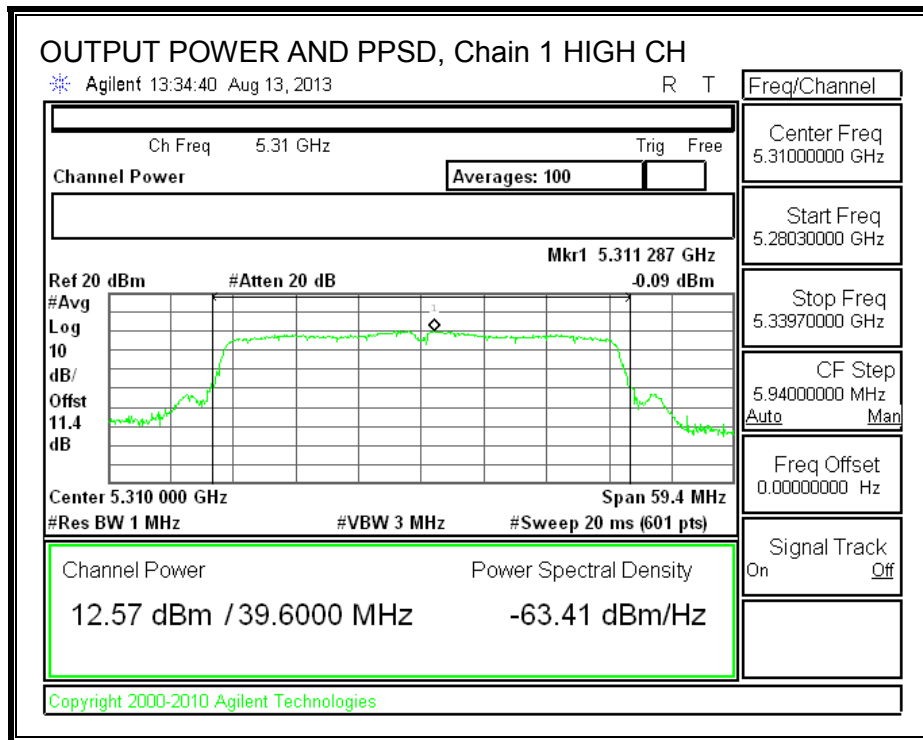 OUTPUT POWER AND PPSD, Chain 1 HIGH CH
Agilent 13:34:40 Aug 13, 2013 R T
Freq/Channel
Ch Freq 5.31 GHz Trig Free
Channel Power Averages: 100
Center Freq
5.31000000 GHz
Start Freq
5.28030000 GHz
Mkr1 5.311 287 GHz
Ref 20 dBm #Atten 20 dB -0.09 dBm
#Avg
Log
10
dB/
Offst
11.4
dB
1
Stop Freq
5.33970000 GHz
CF Step
5.94000000 MHz
Auto Man
Freq Offset
0.00000000 Hz
Center 5.310 000 GHz Span 59.4 MHz
#Res BW 1 MHz #VBW 3 MHz #Sweep 20 ms (601 pts)
Signal Track
On Off
Channel Power Power Spectral Density
12.57 dBm / 39.6000 MHz -63.41 dBm/Hz
Copyright 2000-2010 Agilent Technologies